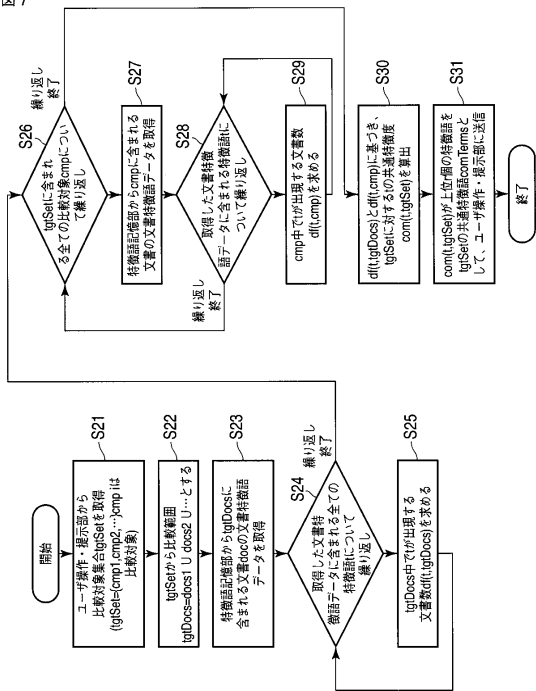 図7
開始
S21
ユーザ操作・提示部から
比較対象集合tgtSetを取得
(tgtSet={cmp1,cmp2,…}cmp iは
比較対象)
S22
tgtSetから比較範囲
tgtDocs=docs1 U docs2 U…とする
S23
特徴語記憶部からtgtDocsに
含まれる文書docの文書特徴語
データを取得
S24
取得した文書特
徴語データに含まれる全ての
特徴語tについて
繰り返し
繰り返し
終了
S25
tgtDocs中でtが出現する
文書数df(t,tgtDocs)を求める
S26
tgtSetに含まれ
る全ての比較対象cmpについ
て繰り返し
繰り返し
終了
S27
特徴語記憶部からcmpに含まれる
文書の文書特徴語データを取得
S28
取得した文書特徴
語データに含まれる特徴語tに
ついて繰り返し
繰り返し
終了
S29
cmp中でtが出現する文書数
df(t,cmp)を求める
S30
df(t,tgtDocs)とdf(t,cmp)に基づき、
tgtSetに対するtの共通特徴度
com(t,tgtSet)を算出
S31
com(t,tgtSet)が上位r個の特徴語を
tgtSetの共通特徴語comTermsと
して、ユーザ操作・提示部に送信
終了